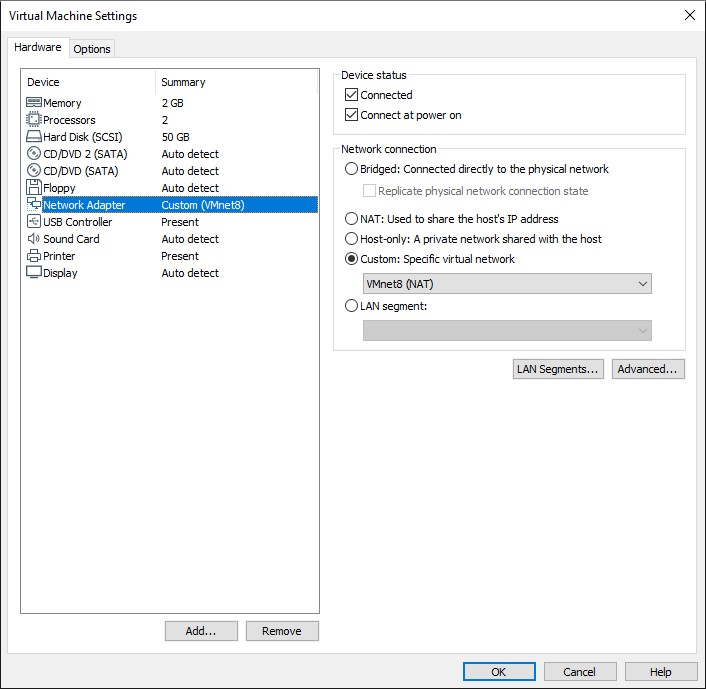 Virtual Machine Settings
Hardware
Options
Device Summary
Memory 2 GB
Processors 2
Hard Disk (SCSI) 50 GB
CD/DVD 2 (SATA) Auto detect
CD/DVD (SATA) Auto detect
Floppy Auto detect
Network Adapter Custom (VMnet8)
USB Controller Present
Sound Card Auto detect
Printer Present
Display Auto detect
Add...
Remove
Device status
Connected
Connect at power on
Network connection
Bridged: Connected directly to the physical network
Replicate physical network connection state
NAT: Used to share the host's IP address
Host-only: A private network shared with the host
Custom: Specific virtual network
VMnet8 (NAT)
LAN segment:
LAN Segments...
Advanced...
OK
Cancel
Help